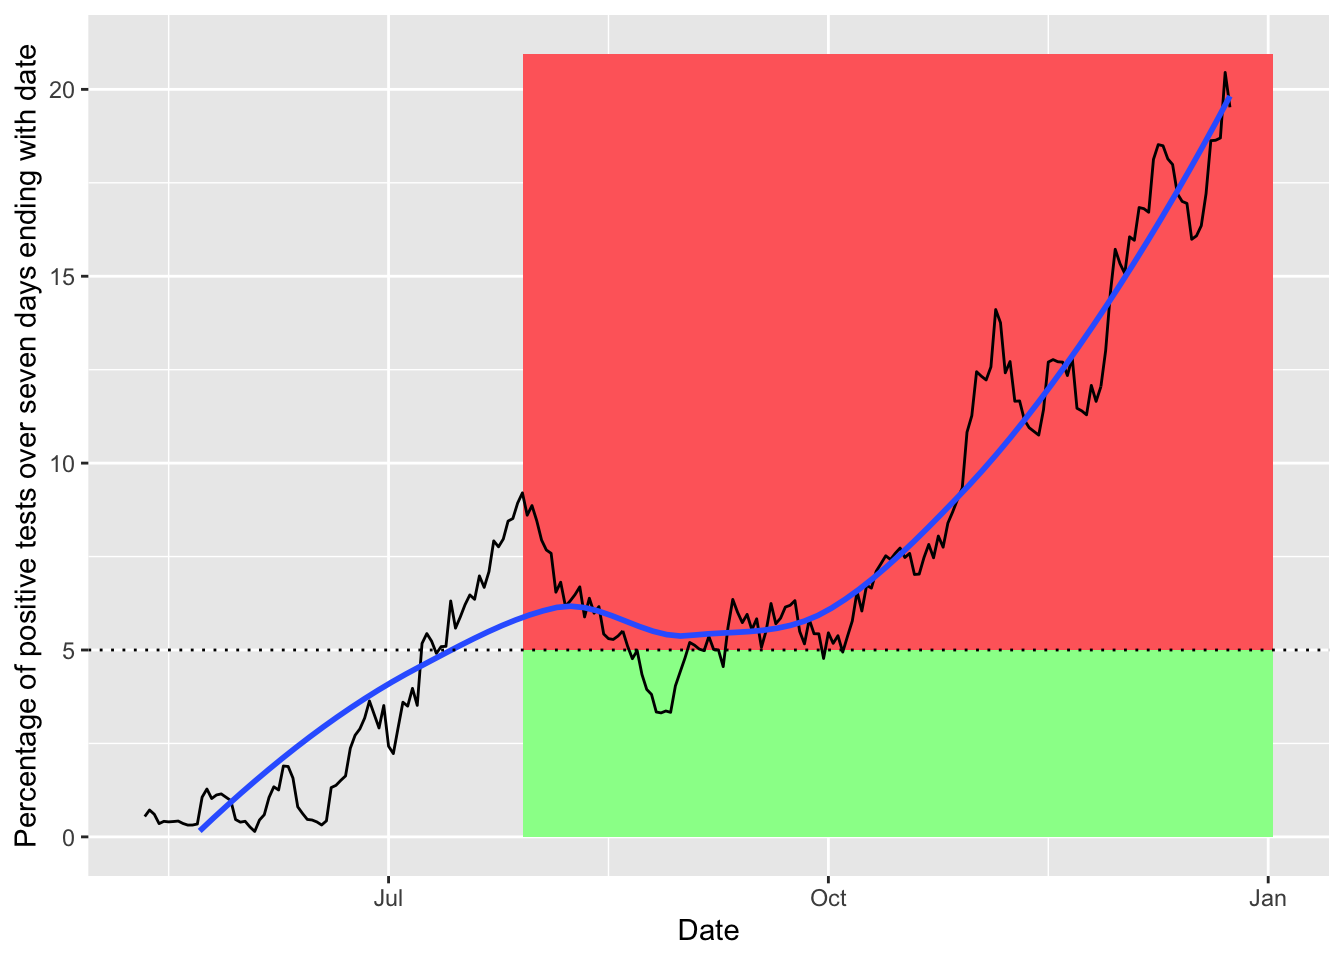 Percentage of positive tests over seven days ending with date
20
15
10
5
0
Jul
Oct
Jan
Date